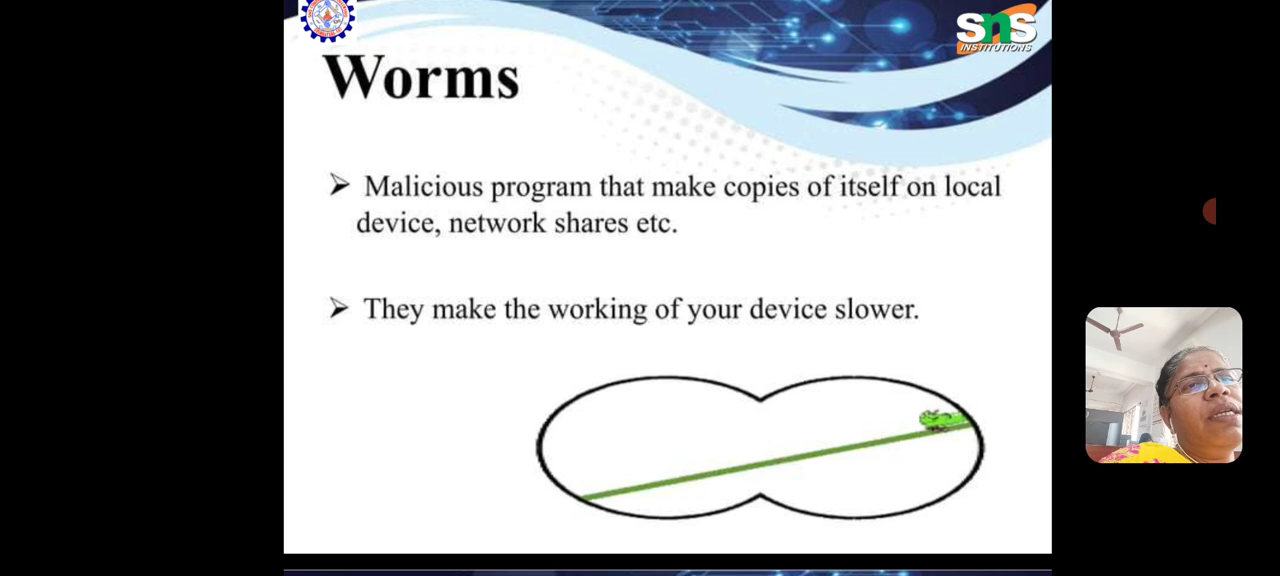 SNS
INSTITUTIONS
Worms
➢ Malicious program that make copies of itself on local
device, network shares etc.
➢ They make the working of your device slower.